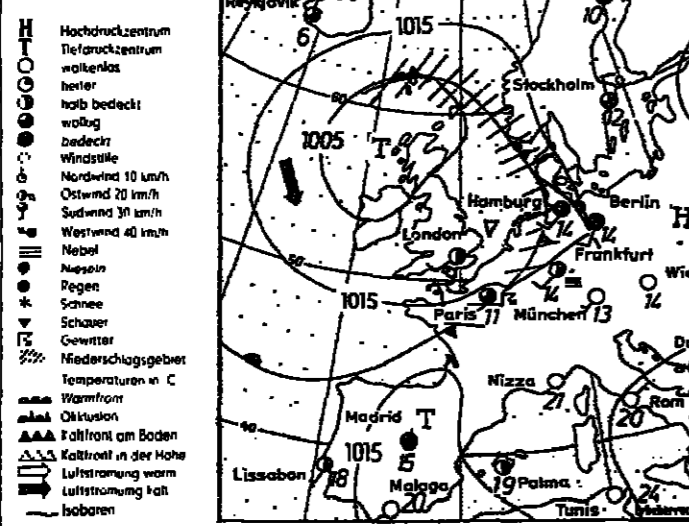 H Hochdruckzentrum
T Tiefdruckzentrum
wolkenlos
heiter
halb bedeckt
wolkig
bedeckt
Windstille
Nordwind 10 km/h
Ostwind 20 km/h
Südwind 30 km/h
Westwind 40 km/h
Nebel
Nieseln
Regen
Schnee
Schauer
Gewitter
Niederschlagsgebiet
Temperaturen in C
Warmfront
Okklusion
Kaltfront am Boden
Kaltfront in der Höhe
Luftströmung warm
Luftströmung kalt
Isobaren
Reykjavik
6
1015
10
Stockholm
12
60
1005
T
Hamburg
14
Berlin
14
H
London
Frankfurt
14
50
1015
Paris
11
München
13
14
Nizza
21
Rom
20
40
Madrid
T
1015
15
Lissabon
18
Malaga
20
19
Palma
Tunis
24